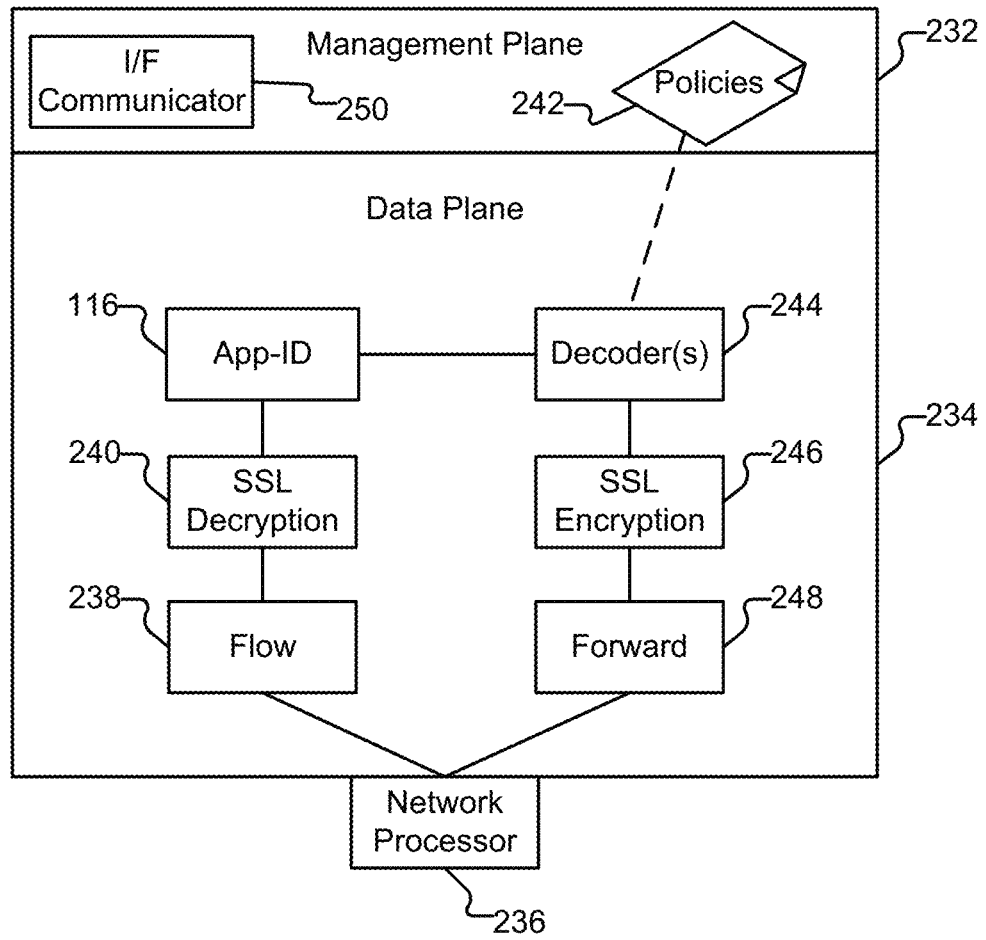 Management Plane
232
I/F
Communicator
250
242
Policies
Data Plane
116
App-ID
Decoder(s)
244
234
240
SSL
Decryption
SSL
Encryption
246
238
Flow
Forward
248
Network
Processor
236